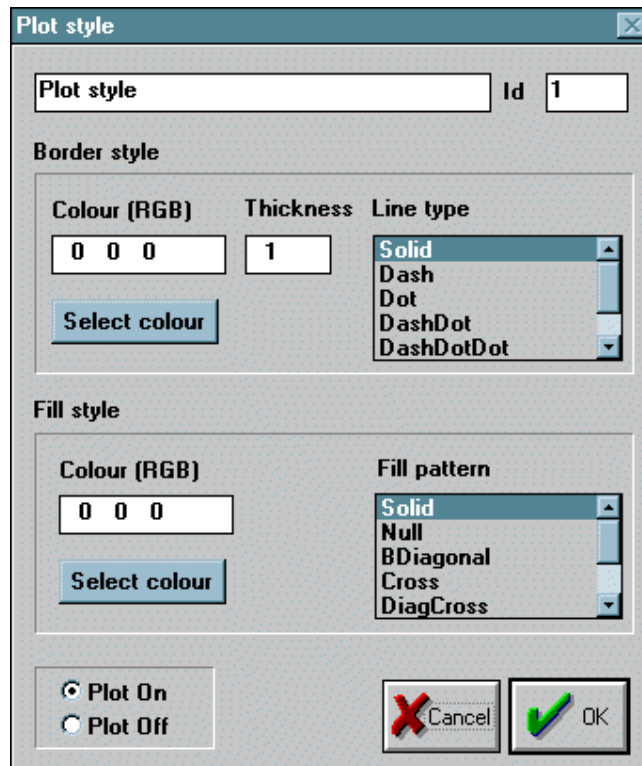 Plot style
Plot style Id 1
Border style
Colour (RGB) Thickness Line type
0 0 0 1
Solid
Dash
Dot
DashDot
DashDotDot
Select colour
Fill style
Colour (RGB) Fill pattern
0 0 0
Solid
Null
BDiagonal
Cross
DiagCross
Select colour
Plot On
Plot Off
Cancel OK